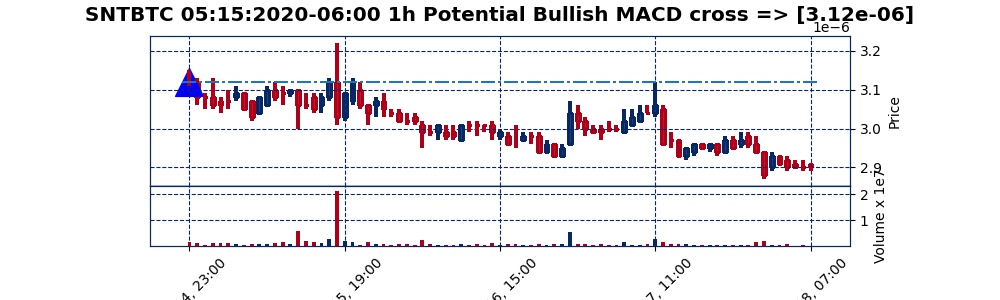 SNTBTC 05:15:2020-06:00 1h Potential Bullish MACD cross => [3.12e-06]
1e−6
3.2
3.1
3.0
2.9
Price
2
1
Volume x 1e7
4, 23:00
5, 19:00
6, 15:00
7, 11:00
8, 07:00